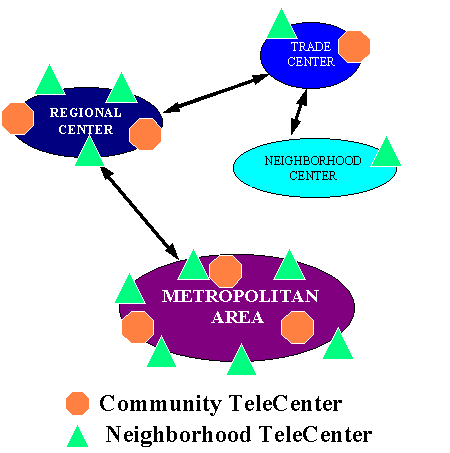 TRADE
CENTER
REGIONAL
CENTER
NEIGHBORHOOD
CENTER
METROPOLITAN
AREA
Community TeleCenter
Neighborhood TeleCenter